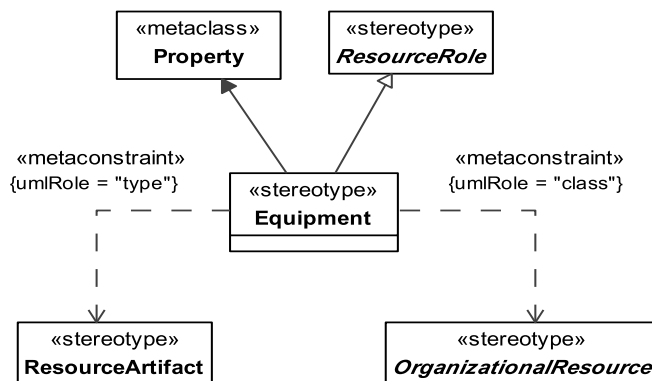 «metaclass»
Property
«stereotype»
ResourceRole
«metaconstraint»
{umlRole = "type"}
«stereotype»
Equipment
«metaconstraint»
{umlRole = "class"}
«stereotype»
ResourceArtifact
«stereotype»
OrganizationalResource